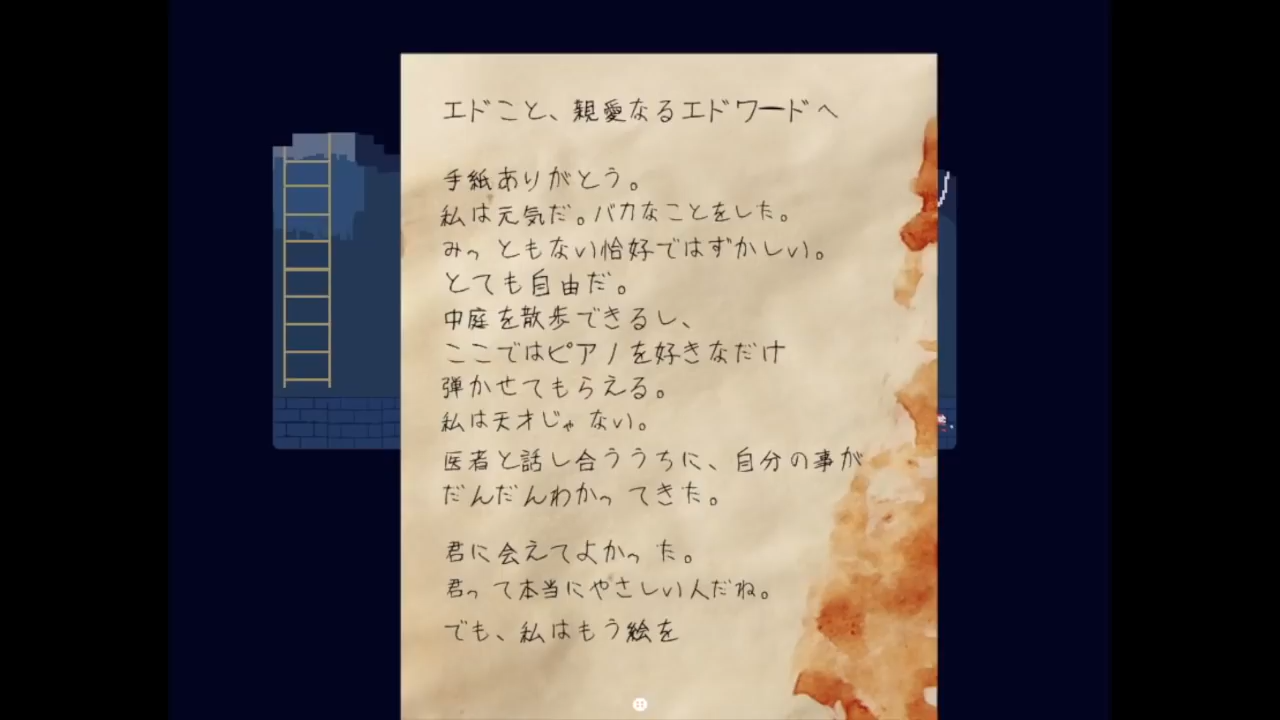 エドこと、親愛なるエドワードへ
手紙ありがとう。
私は元気だ。バカなことをした。
みっともない恰好ではずかしい。
とても自由だ。
中庭を散歩できるし、
ここではピアノを好きなだけ
弾かせてもらえる。
私は天才じゃない。
医者と話し合ううちに、自分の事が
だんだんわかってきた。
君に会えてよかった。
君って本当にやさしい人だね。
でも、私はもう絵を